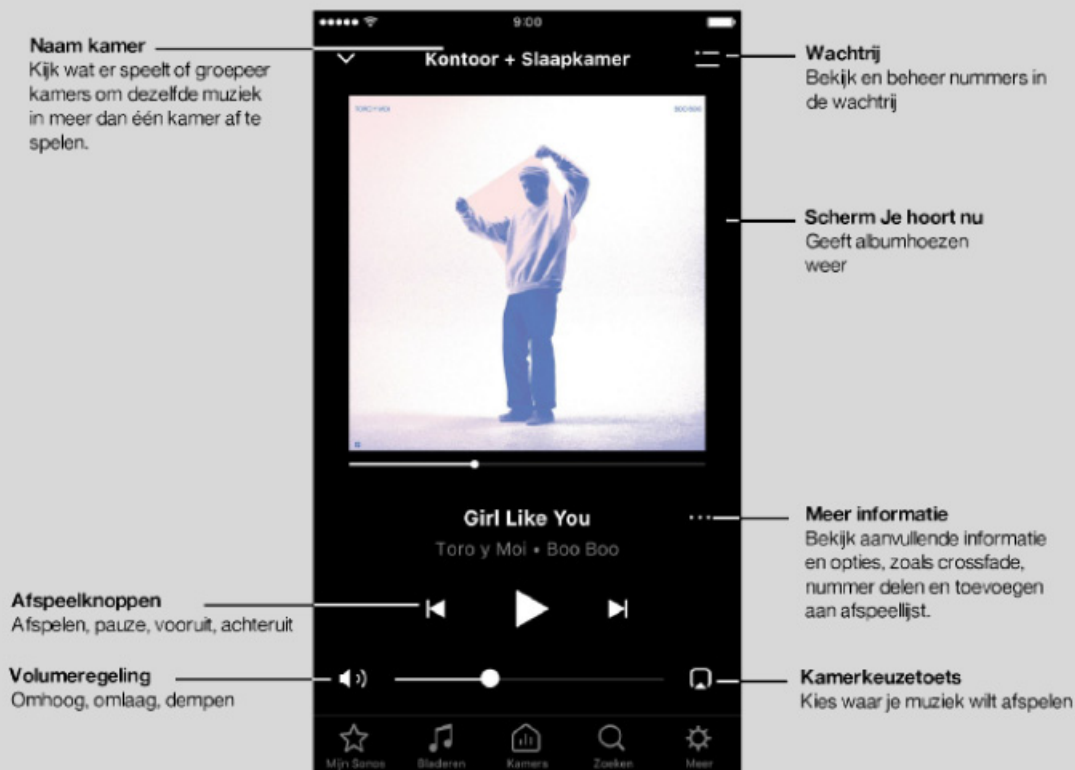 9:00
Naam kamer
Kijk wat er speelt of groepeer
kamers om dezelfde muziek
in meer dan één kamer af te
spelen.
Kontoor + Slaapkamer
Wachtrij
Bekijk en beheer nummers in
de wachtrij
TORO Y MOI
BOO BOO
Scherm Je hoort nu
Geeft albumhoezen
weer
Girl Like You
Toro y Moi • Boo Boo
Meer informatie
Bekijk aanvullende informatie
en opties, zoals crossfade,
nummer delen en toevoegen
aan afspeellijst.
Afspeelknoppen
Afspelen, pauze, vooruit, achteruit
Volumeregeling
Omhoog, omlaag, dempen
Kamerkeuzetoets
Kies waar je muziek wilt afspelen
Mijn Sonos
Bladeren
Kamers
Zoeken
Meer